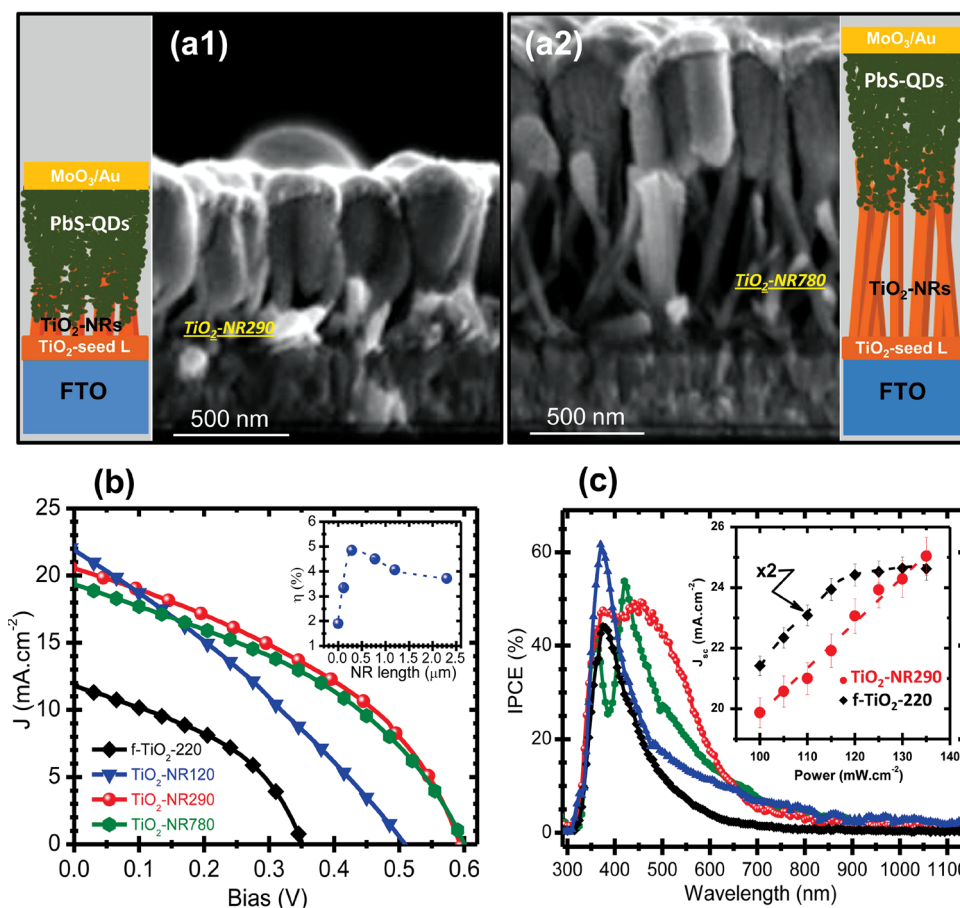 (a1)
MoO₃/Au
PbS-QDs
TiO₂-NRs
TiO₂-seed L
FTO
TiO₂-NR290
500 nm
(a2)
TiO₂-NR780
500 nm
MoO₃/Au
PbS-QDs
TiO₂-NRs
TiO₂-seed L
FTO
(b)
J (mA.cm⁻²)
25
20
15
10
5
0
0.0 0.1 0.2 0.3 0.4 0.5 0.6
Bias (V)
f-TiO₂-220
TiO₂-NR120
TiO₂-NR290
TiO₂-NR780
η (%)
6
5
4
3
2
1
0.0 0.5 1.0 1.5 2.0 2.5
NR length (μm)
(c)
IPCE (%)
60
40
20
0
300 400 500 600 700 800 900 1000 1100
Wavelength (nm)
J_sc (mA.cm⁻²)
26
24
22
20
100 110 120 130 140
Power (mW.cm⁻²)
x2
TiO₂-NR290
f-TiO₂-220